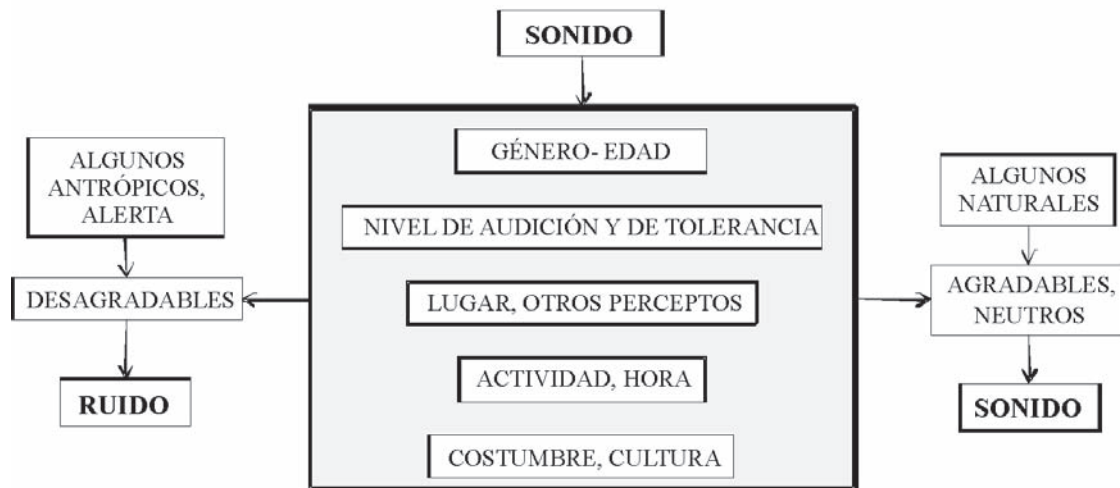 SONIDO
GÉNERO- EDAD
NIVEL DE AUDICIÓN Y DE TOLERANCIA
LUGAR, OTROS PERCEPTOS
ACTIVIDAD, HORA
COSTUMBRE, CULTURA
ALGUNOS
ANTRÓPICOS,
ALERTA
DESAGRADABLES
RUIDO
ALGUNOS
NATURALES
AGRADABLES,
NEUTROS
SONIDO